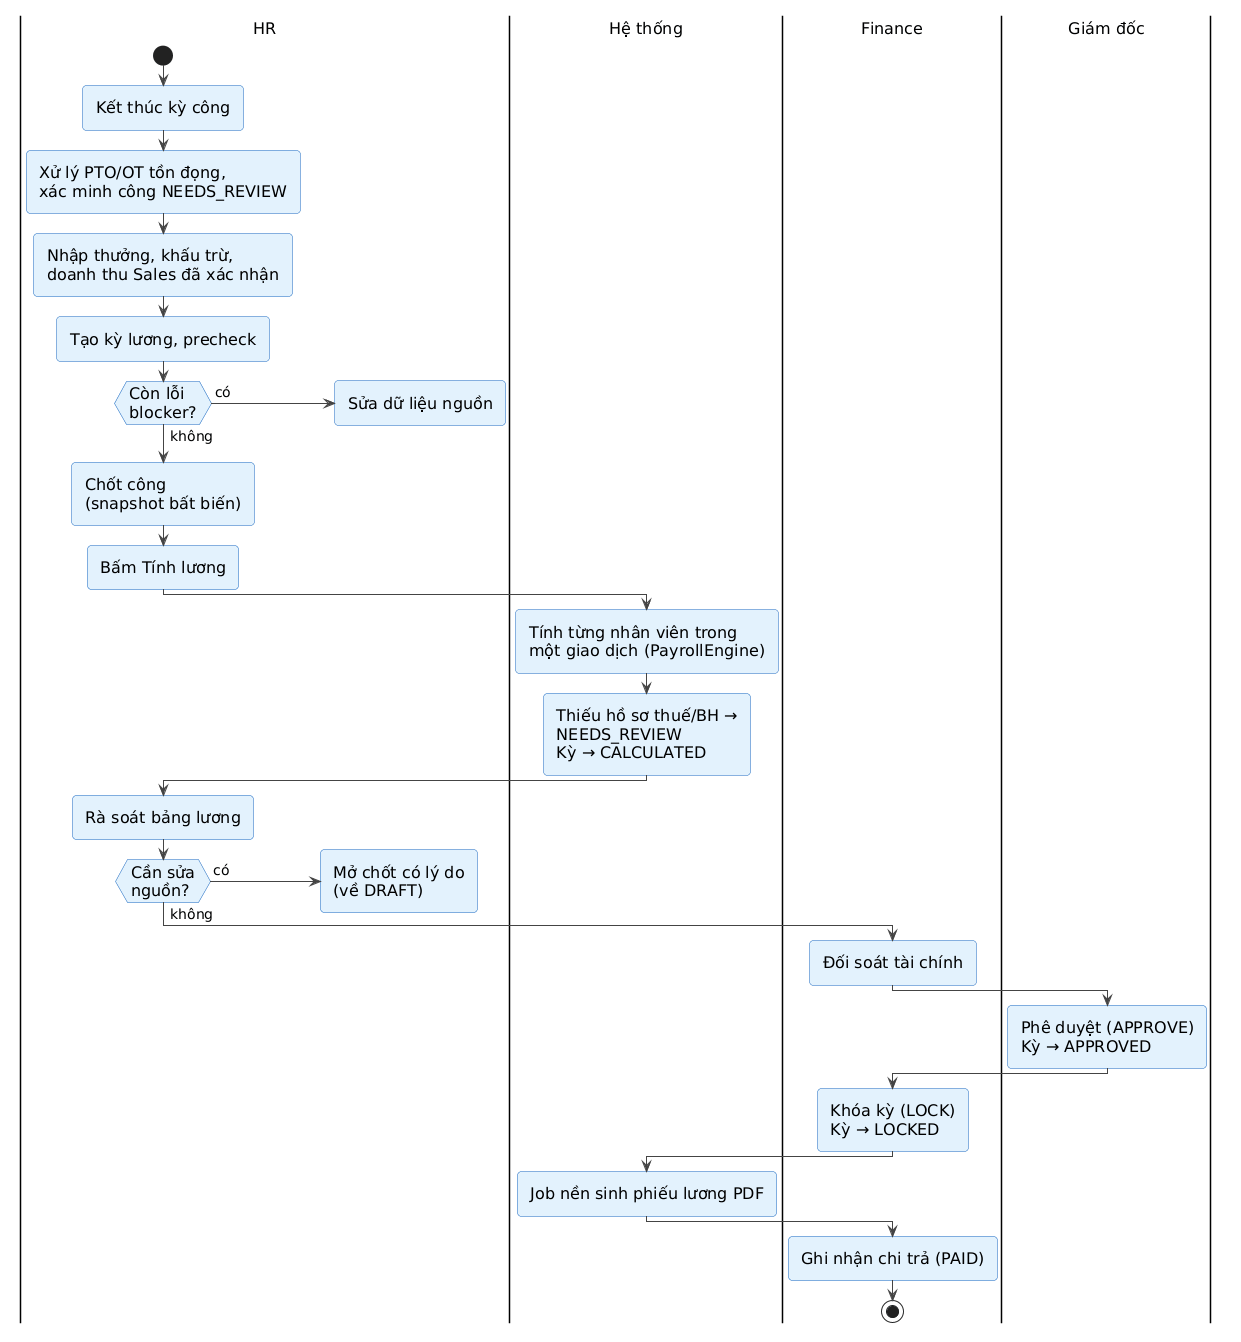 HR
Hệ thống
Finance
Giám đốc
Kết thúc kỳ công
Xử lý PTO/OT tồn đọng,
xác minh công NEEDS_REVIEW
Nhập thưởng, khấu trừ,
doanh thu Sales đã xác nhận
Tạo kỳ lương, precheck
Còn lỗi
blocker?
có
Sửa dữ liệu nguồn
không
Chốt công
(snapshot bất biến)
Bấm Tính lương
Tính từng nhân viên trong
một giao dịch (PayrollEngine)
Thiếu hồ sơ thuế/BH →
NEEDS_REVIEW
Kỳ → CALCULATED
Rà soát bảng lương
Cần sửa
nguồn?
có
Mở chốt có lý do
(về DRAFT)
không
Đối soát tài chính
Phê duyệt (APPROVE)
Kỳ → APPROVED
Khóa kỳ (LOCK)
Kỳ → LOCKED
Job nền sinh phiếu lương PDF
Ghi nhận chi trả (PAID)